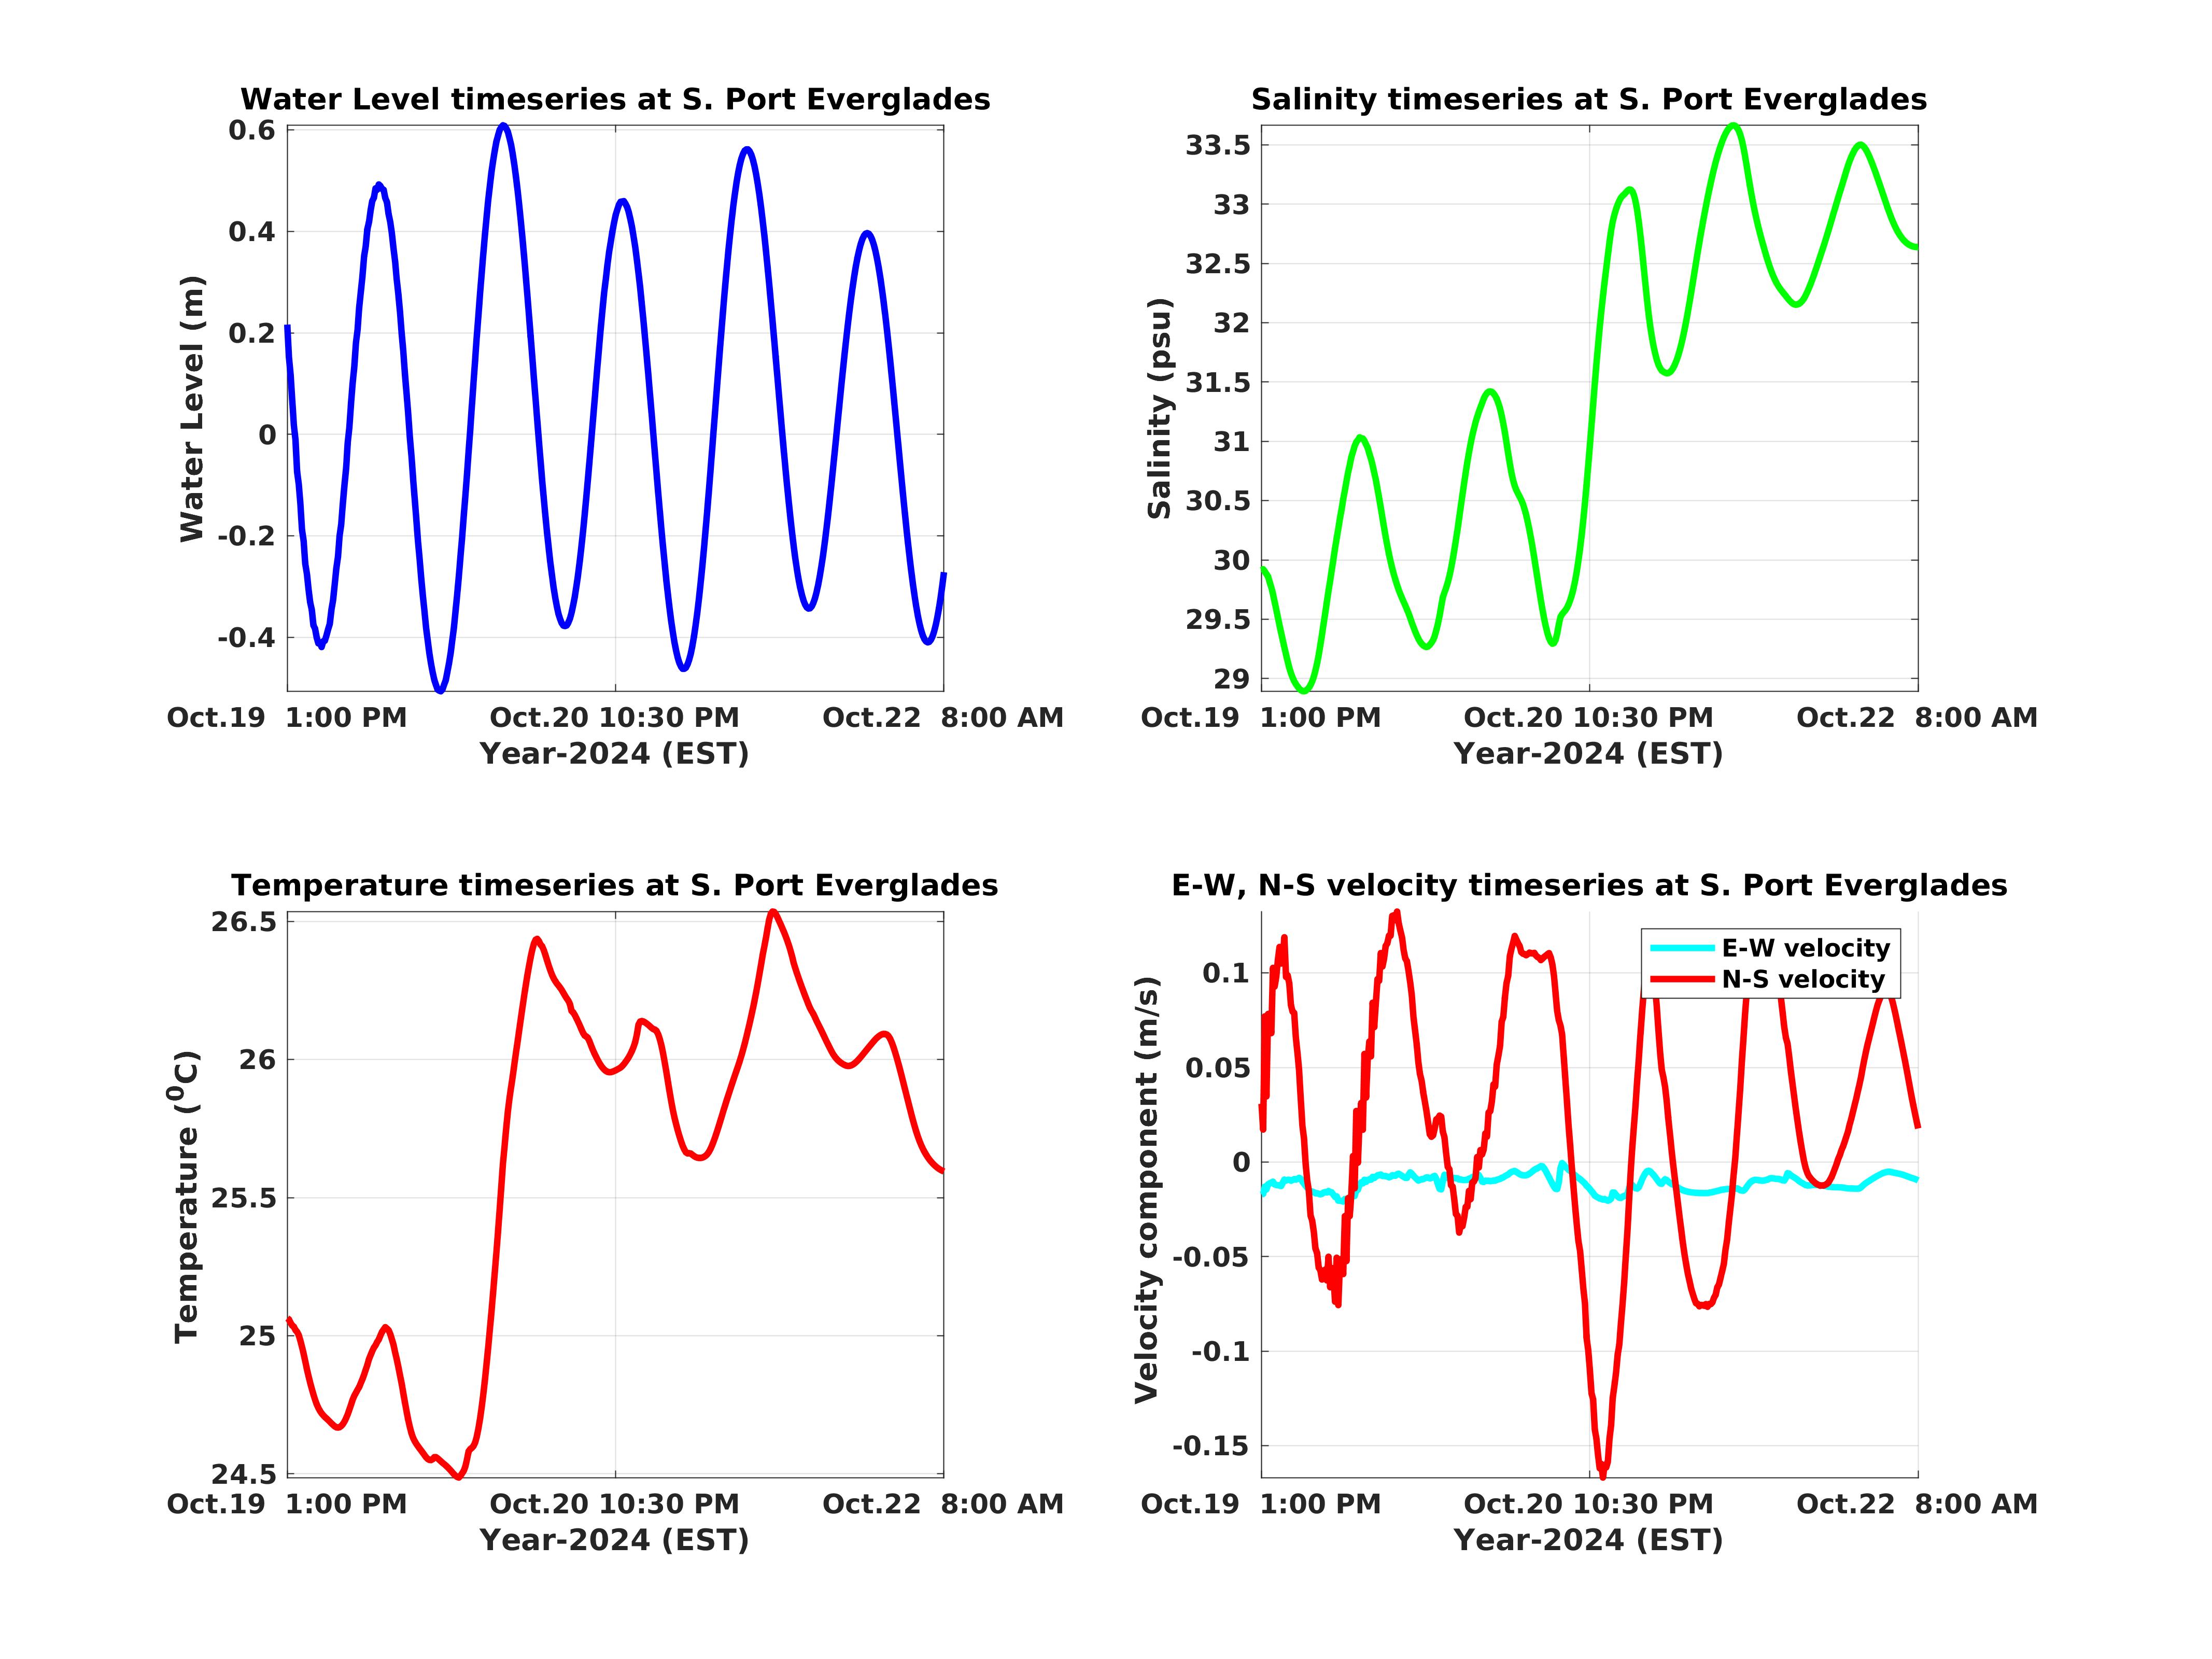 Water Level timeseries at S. Port Everglades
0.6
0.4
0.2
0
-0.2
-0.4
Water Level (m)
Oct.19 1:00 PM Oct.20 10:30 PM Oct.22 8:00 AM
Year-2024 (EST)
Salinity timeseries at S. Port Everglades
33.5
33
32.5
32
31.5
31
30.5
30
29.5
29
Salinity (psu)
Oct.19 1:00 PM Oct.20 10:30 PM Oct.22 8:00 AM
Year-2024 (EST)
Temperature timeseries at S. Port Everglades
26.5
26
25.5
25
24.5
Temperature (⁰C)
Oct.19 1:00 PM Oct.20 10:30 PM Oct.22 8:00 AM
Year-2024 (EST)
E-W, N-S velocity timeseries at S. Port Everglades
E-W velocity
N-S velocity
0.1
0.05
0
-0.05
-0.1
-0.15
Velocity component (m/s)
Oct.19 1:00 PM Oct.20 10:30 PM Oct.22 8:00 AM
Year-2024 (EST)